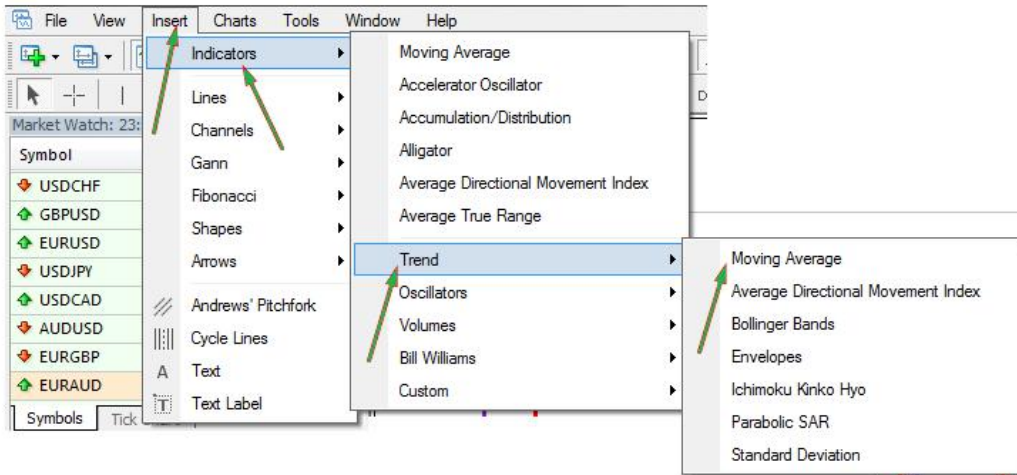 File View Insert Charts Tools Window Help
Market Watch: 23:
Symbol
USDCHF
GBPUSD
EURUSD
USDJPY
USDCAD
AUDUSD
EURGBP
EURAUD
Symbols Tick
Indicators
Lines
Channels
Gann
Fibonacci
Shapes
Arrows
Andrews' Pitchfork
Cycle Lines
A Text
T Text Label
Moving Average
Accelerator Oscillator
Accumulation/Distribution
Alligator
Average Directional Movement Index
Average True Range
Trend
Oscillators
Volumes
Bill Williams
Custom
Moving Average
Average Directional Movement Index
Bollinger Bands
Envelopes
Ichimoku Kinko Hyo
Parabolic SAR
Standard Deviation